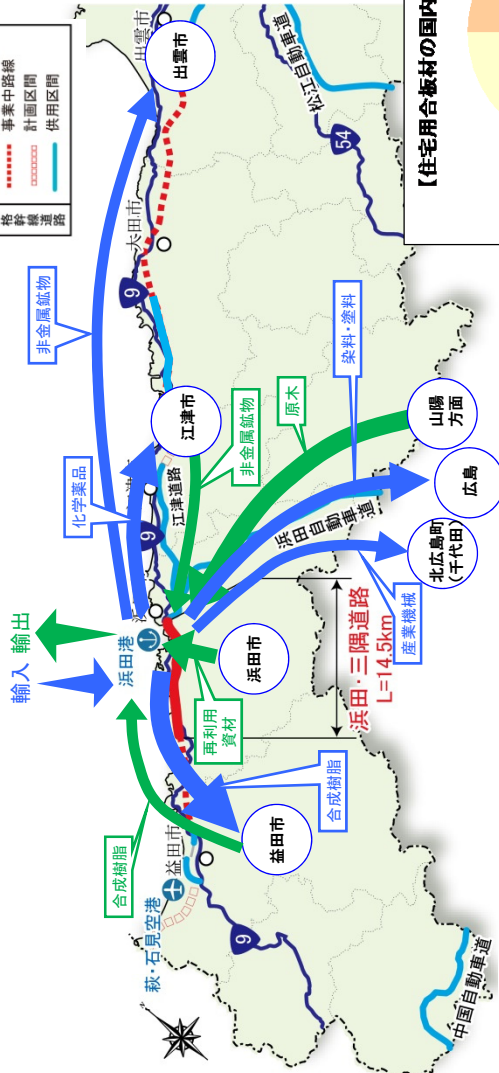 格
幹
線
道
路
事業中路線
計画区間
供用区間
【住宅用合板材の国内
出雲市
出雲市
松江自動車道
54
大田市
9
非金属鉱物
染料・塗料
江津市
非金属鉱物
原木
山陽
方面
化学薬品
9
江津道路
浜田自動車道
広島
北広島町
(千代田)
産業機械
輸入
輸出
浜田港
浜田市
再利用
資材
浜田・三隅道路
L=14.5km
合成樹脂
合成樹脂
益田市
益田市
萩・石見空港
9
中国自動車道